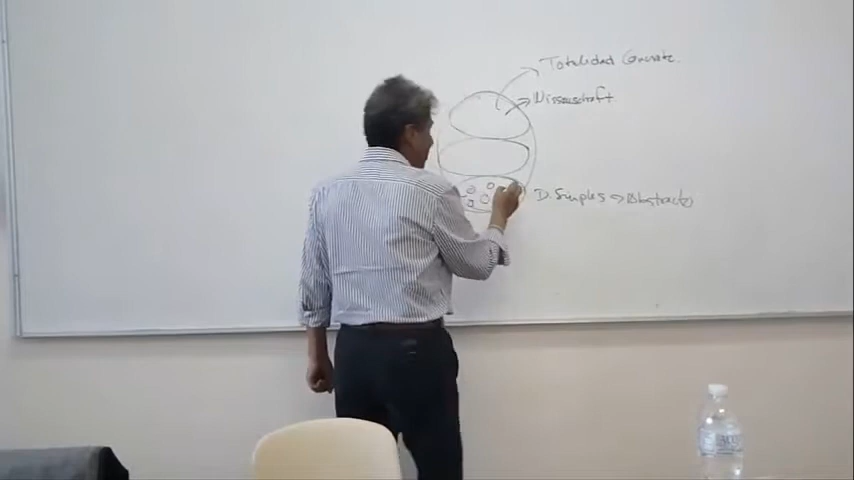 Totalidad Concreta.
Wissenschaft
D. Simples → Abstracto